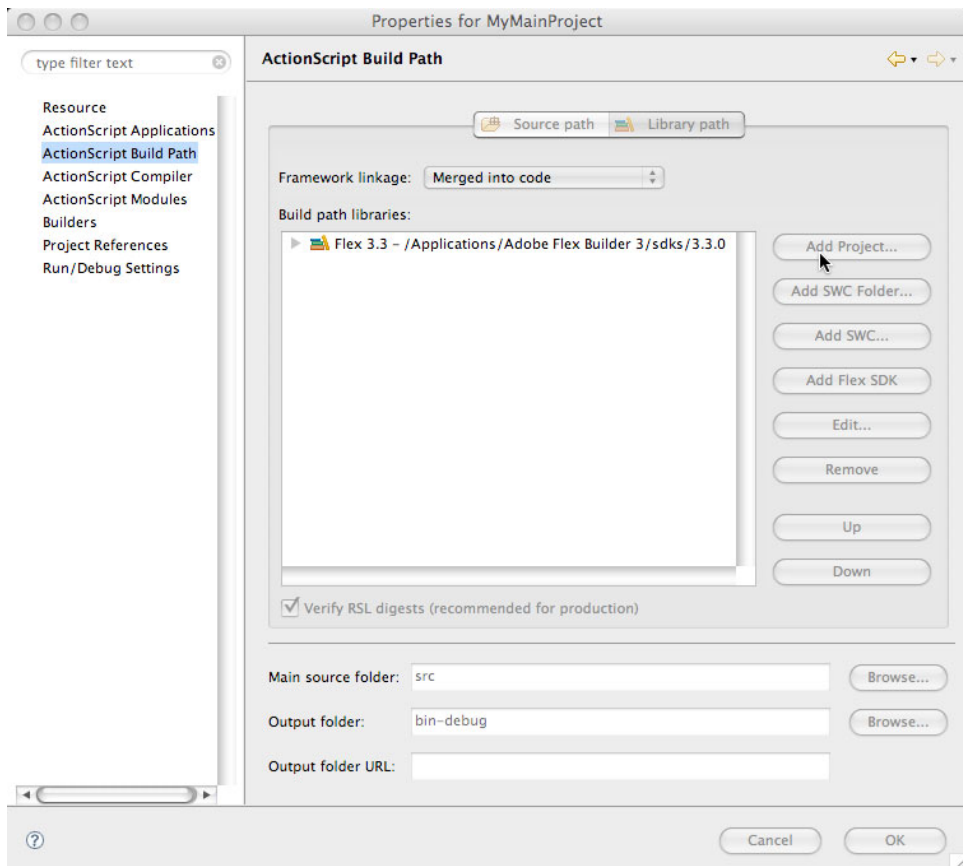 Properties for MyMainProject
type filter text
ActionScript Build Path
Resource
ActionScript Applications
ActionScript Build Path
ActionScript Compiler
ActionScript Modules
Builders
Project References
Run/Debug Settings
Source path
Library path
Framework linkage: Merged into code
Build path libraries:
Flex 3.3 – /Applications/Adobe Flex Builder 3/sdks/3.3.0
Add Project...
Add SWC Folder...
Add SWC...
Add Flex SDK
Edit...
Remove
Up
Down
Verify RSL digests (recommended for production)
Main source folder: src
Browse...
Output folder: bin-debug
Browse...
Output folder URL:
?
Cancel
OK